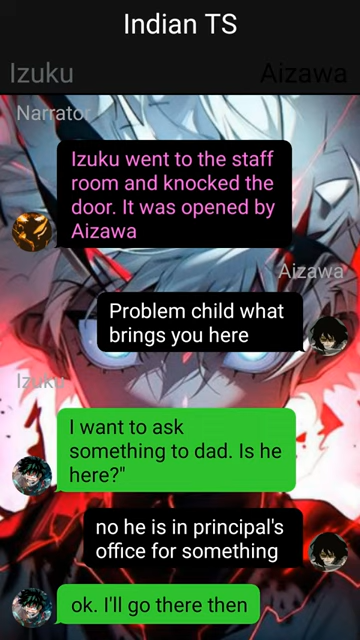 Indian TS
Izuku
Aizawa
Narrator
Izuku went to the staff
room and knocked the
door. It was opened by
Aizawa
Aizawa
Problem child what
brings you here
Izuku
I want to ask
something to dad. Is he
here?"
no he is in principal's
office for something
ok. I'll go there then